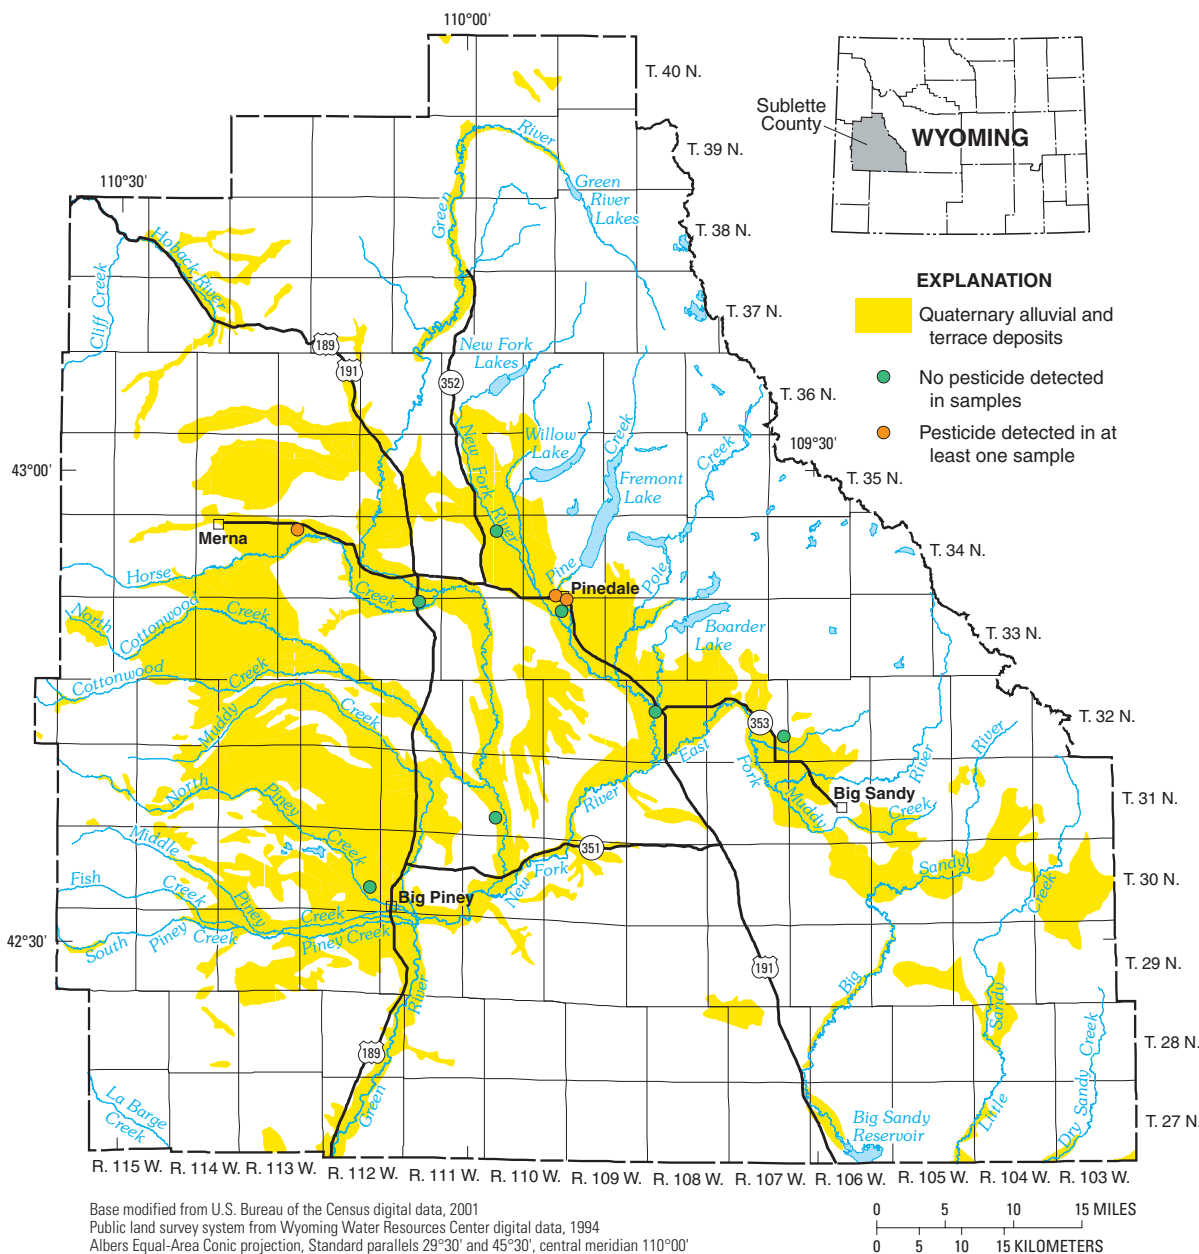 110°00'
T. 40 N.
Sublette
County
WYOMING
River
T. 39 N.
110°30'
Green
River
Lakes
Green
T. 38 N.
Hoback River
Cliff Creek
EXPLANATION
Quaternary alluvial and
terrace deposits
No pesticide detected
in samples
Pesticide detected in at
least one sample
T. 37 N.
189
191
352
New Fork
Lakes
T. 36 N.
New Fork River
Willow
Lake
Creek
Creek
109°30'
43°00'
Fremont
Lake
T. 35 N.
Merna
T. 34 N.
Horse
Creek
Pine
Pole
Pinedale
North
Cottonwood
Creek
Boarder
Lake
T. 33 N.
Cottonwood
Creek
Muddy
Creek
353
T. 32 N.
East
Fork
River
River
North
Piney
Creek
River
Muddy
Big Sandy
Creek
T. 31 N.
Middle
Piney
351
New Fork
Sandy
Creek
T. 30 N.
Fish
Creek
Big Piney
Creek
South
Piney
Creek
Piney Creek
42°30'
191
Big
T. 29 N.
River
Sandy
189
Dry Sandy Creek
T. 28 N.
La Barge
Creek
Green
Big Sandy
Reservoir
Little
T. 27 N.
R. 115 W.
R. 114 W.
R. 113 W.
R. 112 W.
R. 111 W.
R. 110 W.
R. 109 W.
R. 108 W.
R. 107 W.
R. 106 W.
R. 105 W.
R. 104 W.
R. 103 W.
Base modified from U.S. Bureau of the Census digital data, 2001
Public land survey system from Wyoming Water Resources Center digital data, 1994
Albers Equal-Area Conic projection, Standard parallels 29°30' and 45°30', central meridian 110°00'
0 5 10 15 MILES
0 5 10 15 KILOMETERS